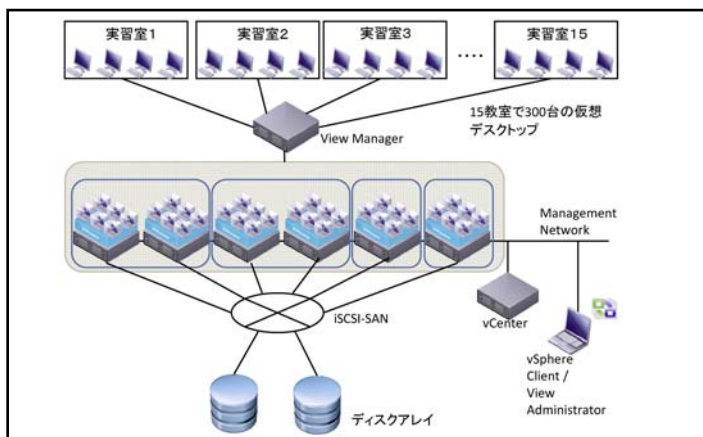 実習室1
実習室2
実習室3
実習室15
‥‥
15教室で300台の仮想
デスクトップ
View Manager
Management
Network
iSCSI-SAN
vCenter
vSphere
Client /
View
Administrator
ディスクアレイ